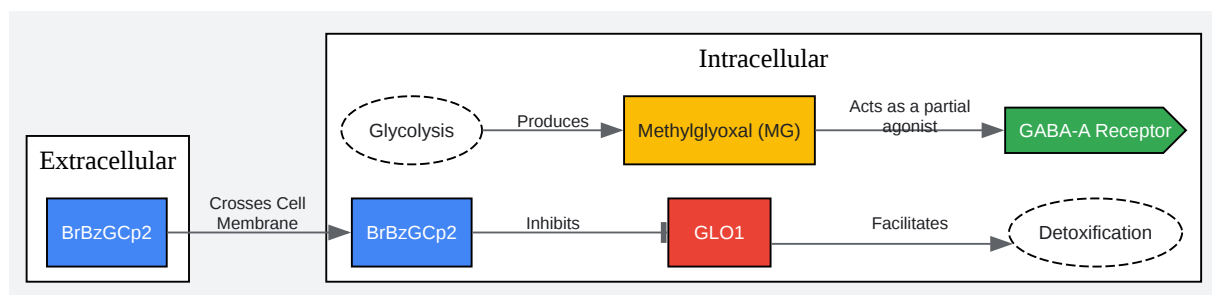 Intracellular
Glycolysis
Produces
Methylglyoxal (MG)
Acts as a partial
agonist
GABA-A Receptor
Extracellular
BrBzGCp2
Crosses Cell
Membrane
BrBzGCp2
Inhibits
GLO1
Facilitates
Detoxification